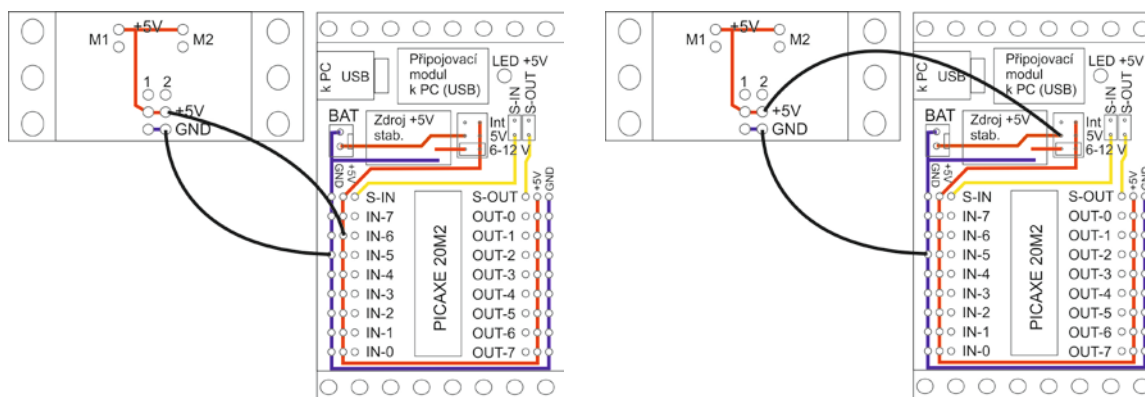 +5V
M1
M2
1 2
+5V
GND
k PC
USB
Připojovací
modul
k PC (USB)
LED +5V
S-IN
S-OUT
BAT
Zdroj +5V
stab.
Int
5V
6-12 V
GND
+5V
+5V
GND
S-IN
S-OUT
IN-7
OUT-0
IN-6
OUT-1
IN-5
OUT-2
IN-4
OUT-3
IN-3
OUT-4
IN-2
OUT-5
IN-1
OUT-6
IN-0
OUT-7
PICAXE 20M2
+5V
M1
M2
1 2
+5V
GND
k PC
USB
Připojovací
modul
k PC (USB)
LED +5V
S-IN
S-OUT
BAT
Zdroj +5V
stab.
Int
5V
6-12 V
GND
+5V
+5V
GND
S-IN
S-OUT
IN-7
OUT-0
IN-6
OUT-1
IN-5
OUT-2
IN-4
OUT-3
IN-3
OUT-4
IN-2
OUT-5
IN-1
OUT-6
IN-0
OUT-7
PICAXE 20M2